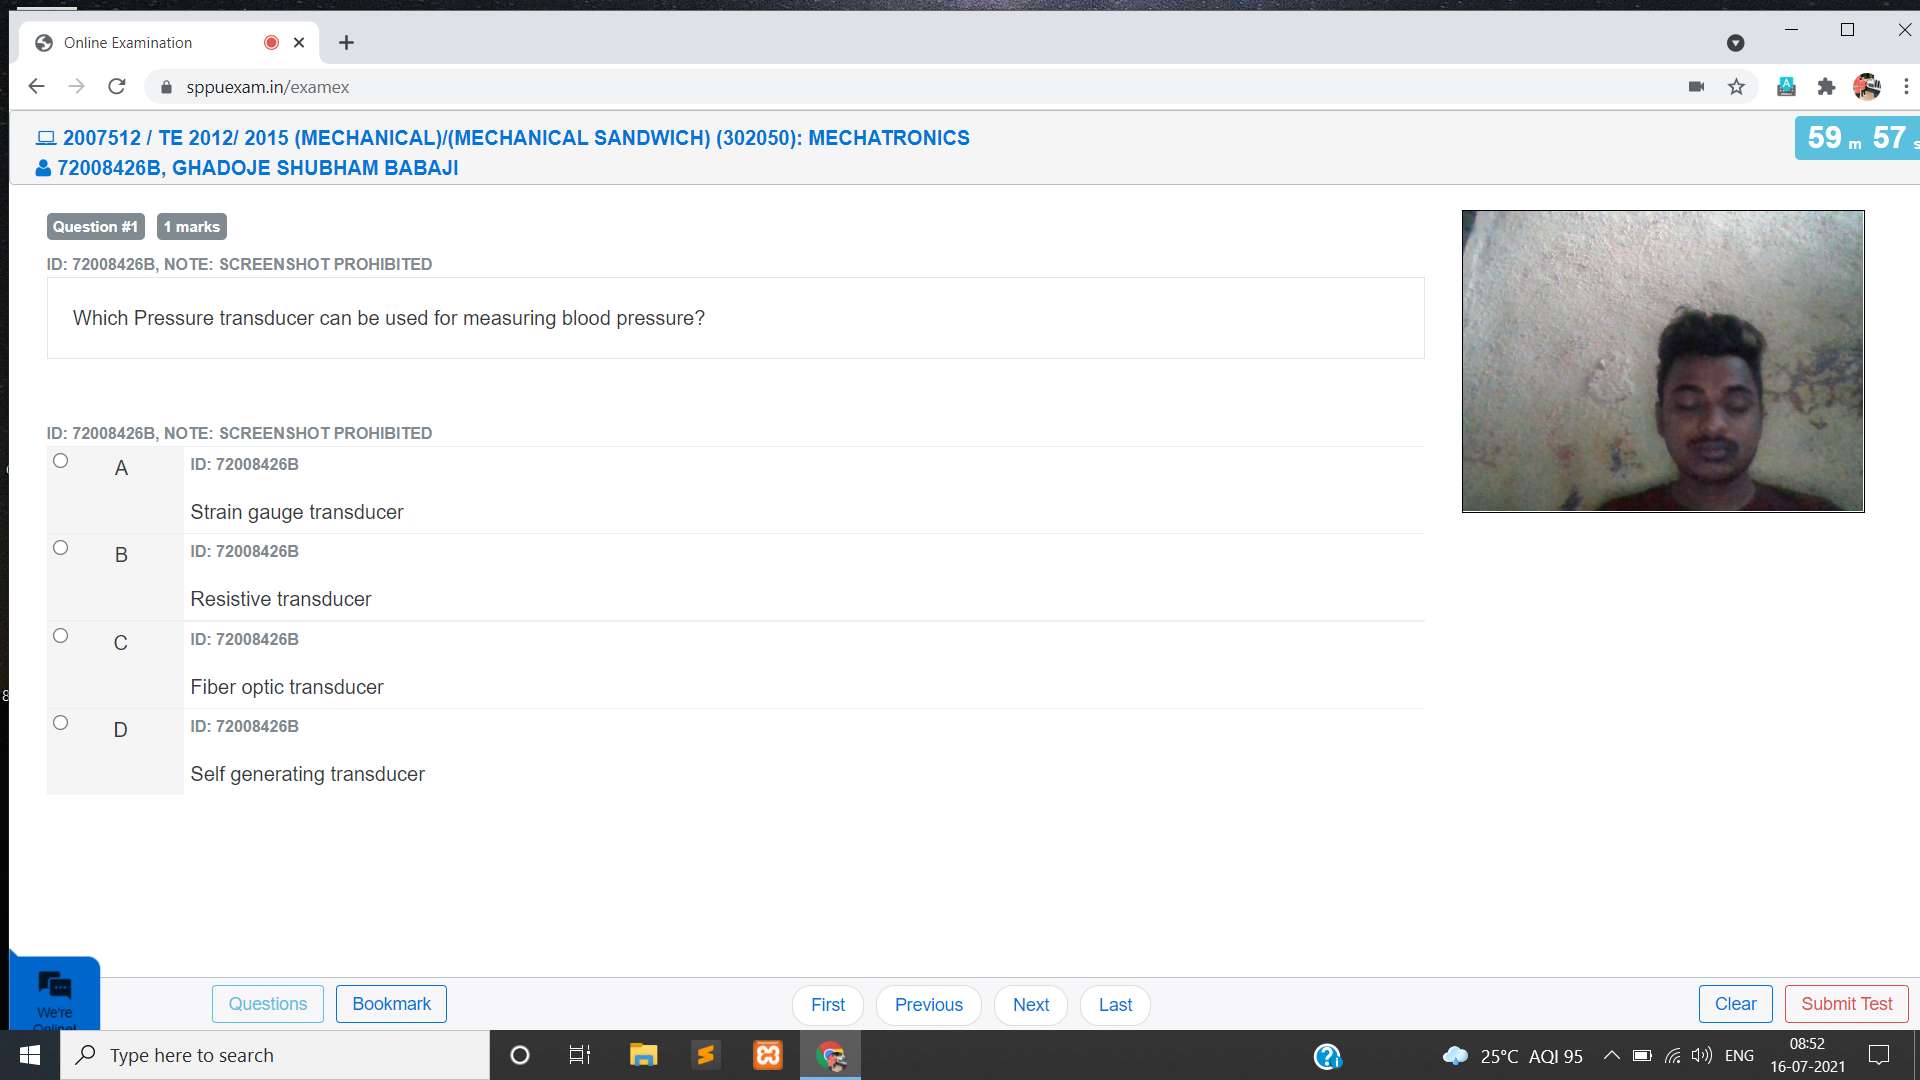 Online Examination
sppuexam.in/examex
2007512 / TE 2012/ 2015 (MECHANICAL)/(MECHANICAL SANDWICH) (302050): MECHATRONICS
59 m 57 s
72008426B, GHADOJE SHUBHAM BABAJI
Question #1 1 marks
ID: 72008426B, NOTE: SCREENSHOT PROHIBITED
Which Pressure transducer can be used for measuring blood pressure?
ID: 72008426B, NOTE: SCREENSHOT PROHIBITED
A ID: 72008426B
Strain gauge transducer
B ID: 72008426B
Resistive transducer
C ID: 72008426B
Fiber optic transducer
D ID: 72008426B
Self generating transducer
We're
Online!
Questions Bookmark First Previous Next Last Clear Submit Test
Type here to search
25°C AQI 95 ENG
08:52
16-07-2021